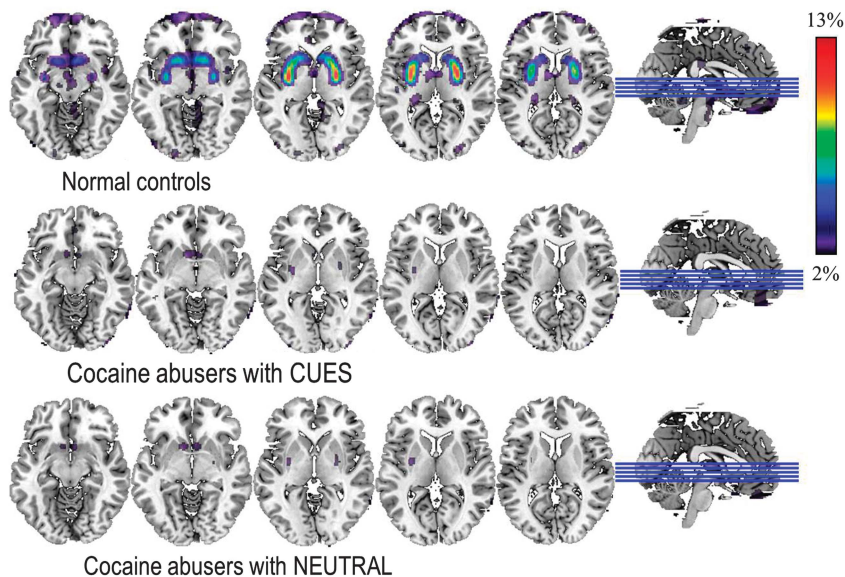 13%
Normal controls
2%
Cocaine abusers with CUES
Cocaine abusers with NEUTRAL